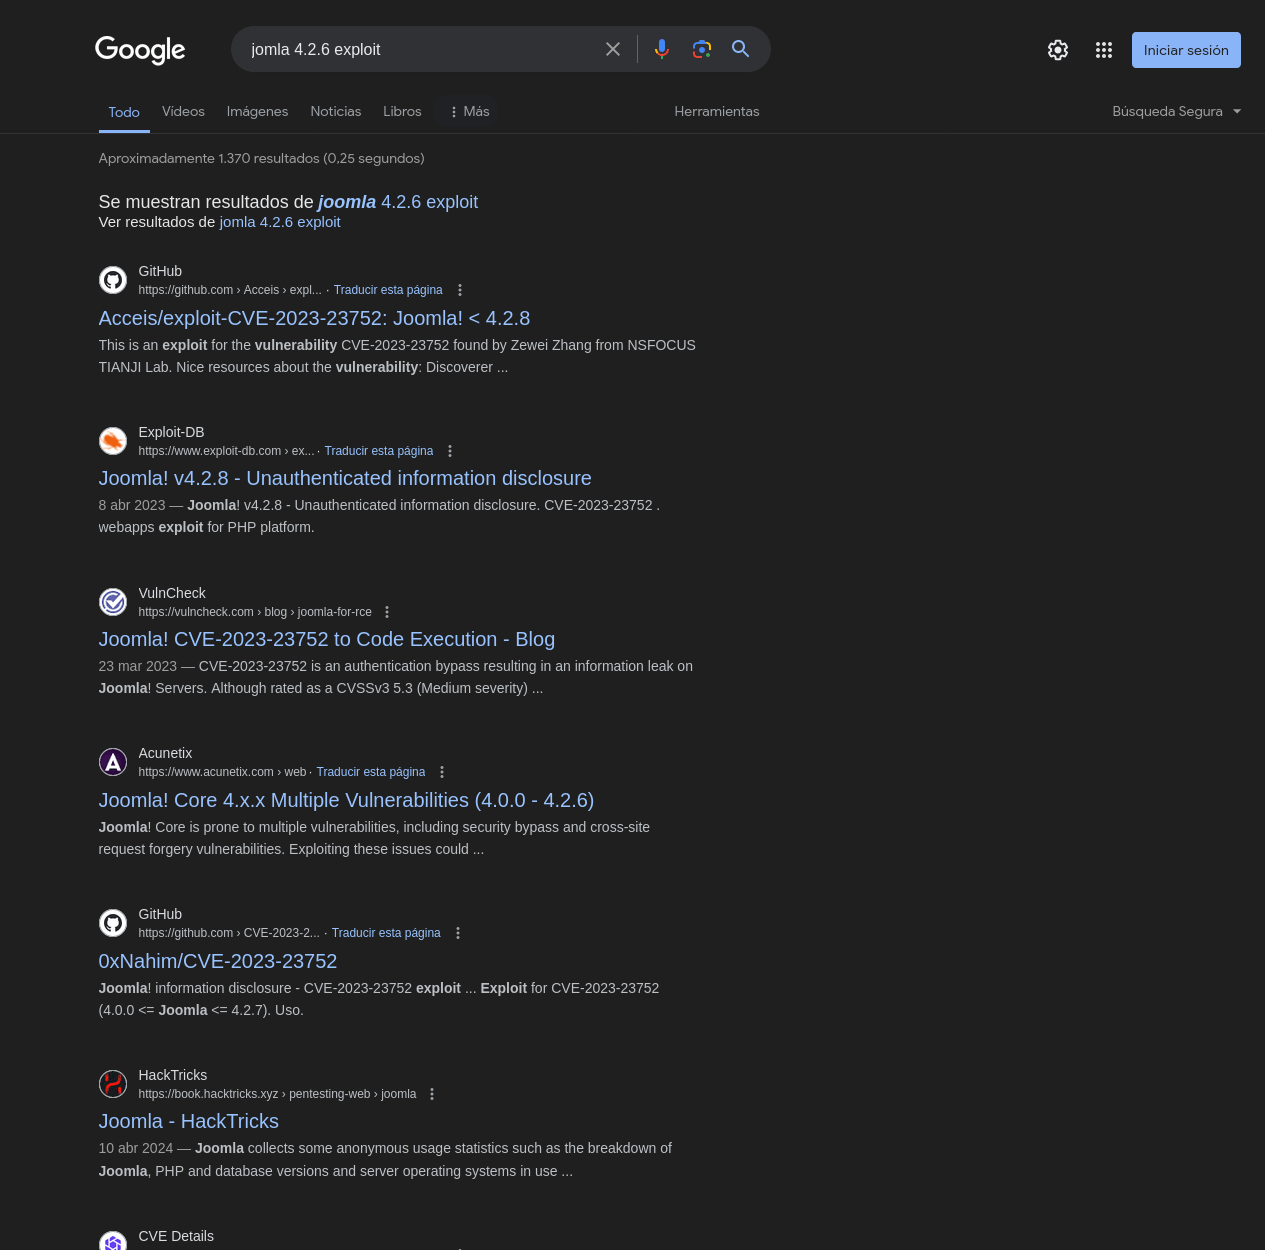 Google
jomla 4.2.6 exploit
Iniciar sesión
Todo Vídeos Imágenes Noticias Libros Más Herramientas Búsqueda Segura
Aproximadamente 1.370 resultados (0,25 segundos)
Se muestran resultados de joomla 4.2.6 exploit
Ver resultados de jomla 4.2.6 exploit
GitHub
https://github.com › Acceis › expl... · Traducir esta página
Acceis/exploit-CVE-2023-23752: Joomla! < 4.2.8
This is an exploit for the vulnerability CVE-2023-23752 found by Zewei Zhang from NSFOCUS
TIANJI Lab. Nice resources about the vulnerability: Discoverer ...
Exploit-DB
https://www.exploit-db.com › ex... · Traducir esta página
Joomla! v4.2.8 - Unauthenticated information disclosure
8 abr 2023 — Joomla! v4.2.8 - Unauthenticated information disclosure. CVE-2023-23752 .
webapps exploit for PHP platform.
VulnCheck
https://vulncheck.com › blog › joomla-for-rce
Joomla! CVE-2023-23752 to Code Execution - Blog
23 mar 2023 — CVE-2023-23752 is an authentication bypass resulting in an information leak on
Joomla! Servers. Although rated as a CVSSv3 5.3 (Medium severity) ...
Acunetix
https://www.acunetix.com › web · Traducir esta página
Joomla! Core 4.x.x Multiple Vulnerabilities (4.0.0 - 4.2.6)
Joomla! Core is prone to multiple vulnerabilities, including security bypass and cross-site
request forgery vulnerabilities. Exploiting these issues could ...
GitHub
https://github.com › CVE-2023-2... · Traducir esta página
0xNahim/CVE-2023-23752
Joomla! information disclosure - CVE-2023-23752 exploit ... Exploit for CVE-2023-23752
(4.0.0 <= Joomla <= 4.2.7). Uso.
HackTricks
https://book.hacktricks.xyz › pentesting-web › joomla
Joomla - HackTricks
10 abr 2024 — Joomla collects some anonymous usage statistics such as the breakdown of
Joomla, PHP and database versions and server operating systems in use ...
CVE Details